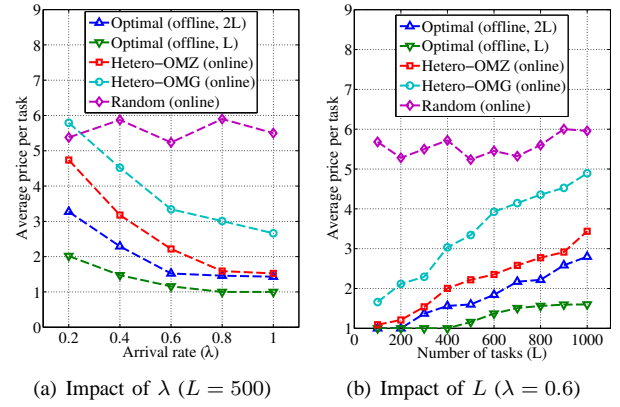 9
8
7
6
5
4
3
2
1
0
Average price per task
Optimal (offline, 2L)
Optimal (offline, L)
Hetero−OMZ (online)
Hetero−OMG (online)
Random (online)
0.2 0.4 0.6 0.8 1
Arrival rate (λ)
(a) Impact of λ (L = 500)
9
8
7
6
5
4
3
2
1
Average price per task
Optimal (offline, 2L)
Optimal (offline, L)
Hetero−OMZ (online)
Hetero−OMG (online)
Random (online)
0 200 400 600 800 1000
Number of tasks (L)
(b) Impact of L (λ = 0.6)